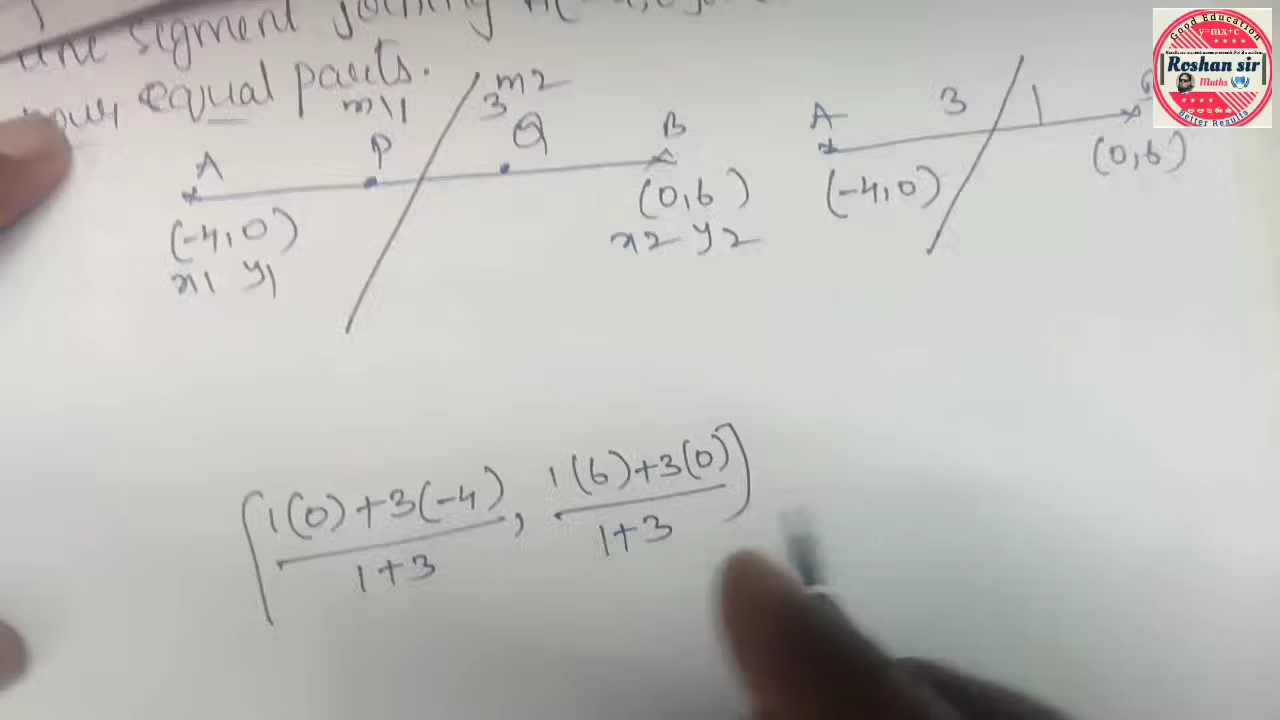 line segment joining
equal parts.
m11 3 m2
A P Q B
(-4,0) (0,6)
x1 y1 x2 y2
A 3 1
(-4,0) (0,6)
(1(0)+3(-4)/1+3, 1(6)+3(0)/1+3)
Good Education
y=mx+c
Roshan sir
Maths
Better Results